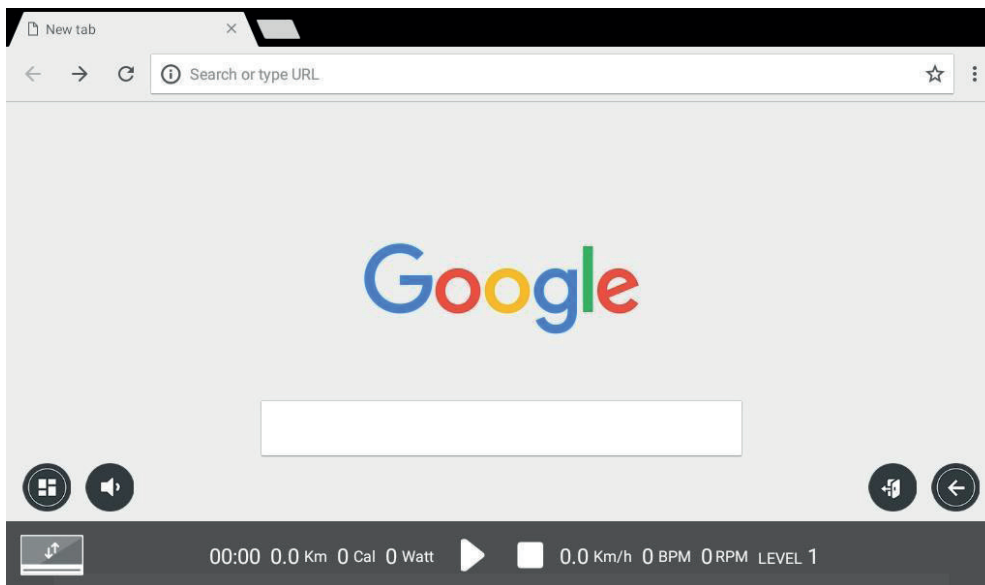 New tab
Search or type URL
Google
00:00 0.0 Km 0 Cal 0 Watt 0.0 Km/h 0 BPM 0 RPM LEVEL 1